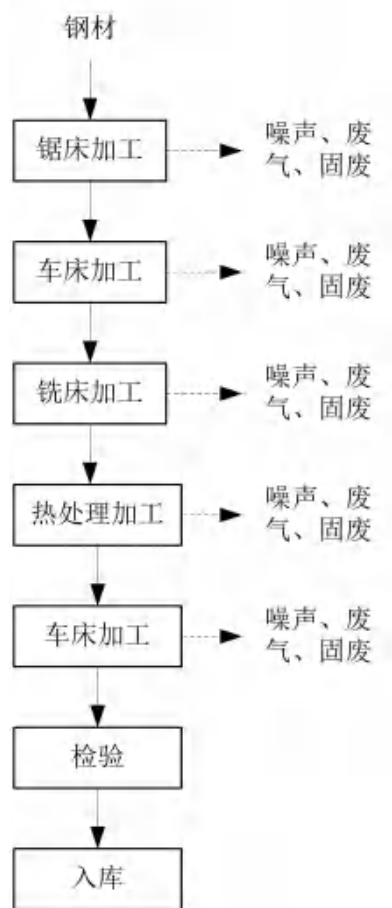 钢材
锯床加工
噪声、废
气、固废
车床加工
噪声、废
气、固废
铣床加工
噪声、废
气、固废
热处理加工
噪声、废
气、固废
车床加工
噪声、废
气、固废
检验
入库